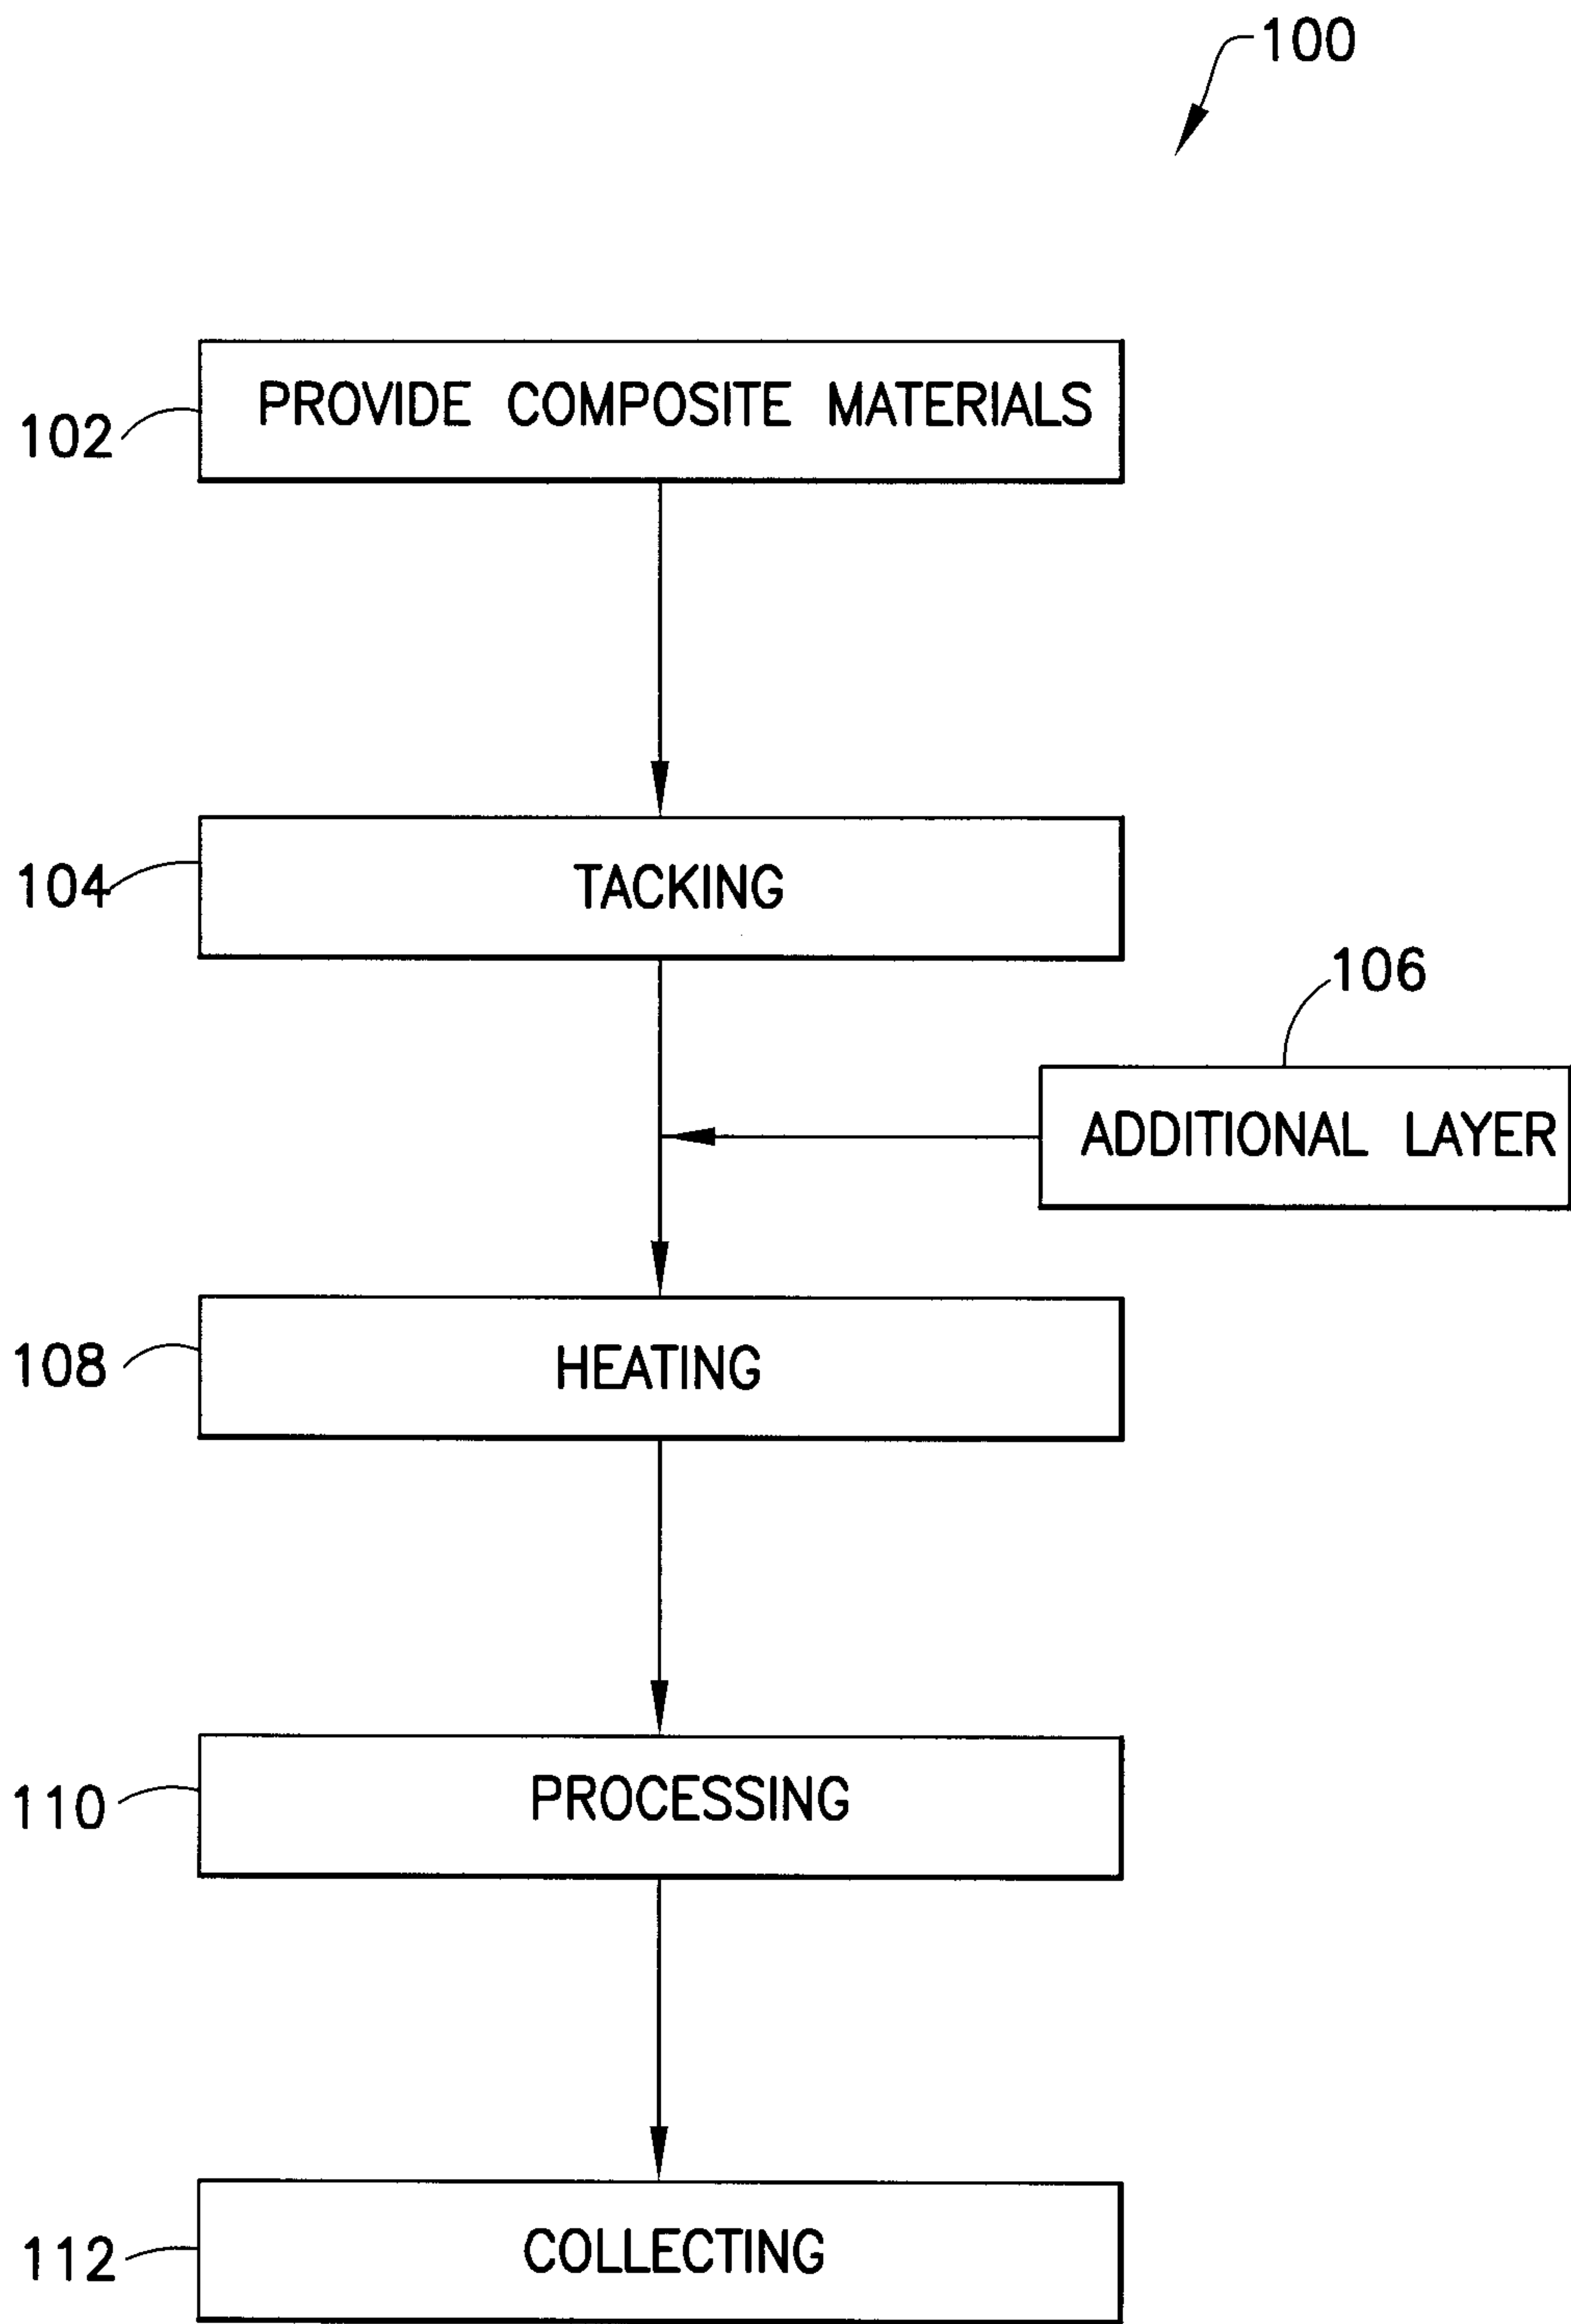 100
PROVIDE COMPOSITE MATERIALS
102
TACKING
104
106
ADDITIONAL LAYER
HEATING
108
PROCESSING
110
COLLECTING
112